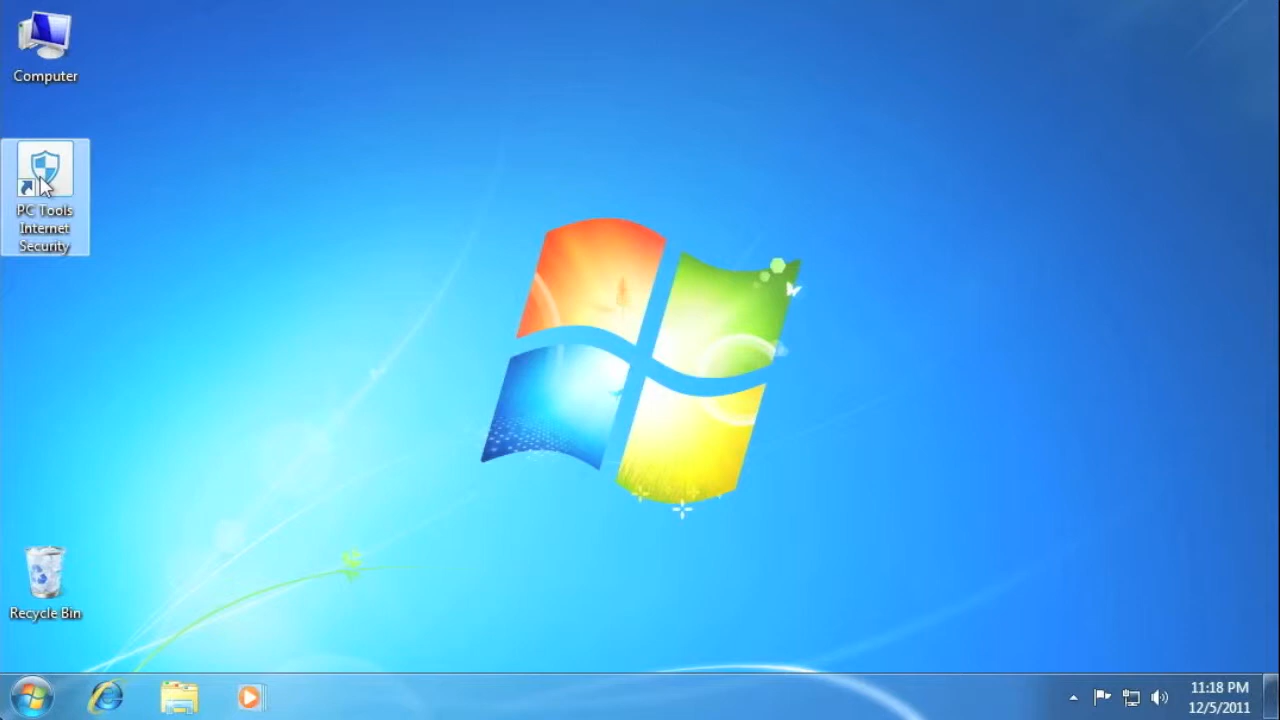 Computer
PC Tools
Internet
Security
Recycle Bin
11:18 PM
12/5/2011